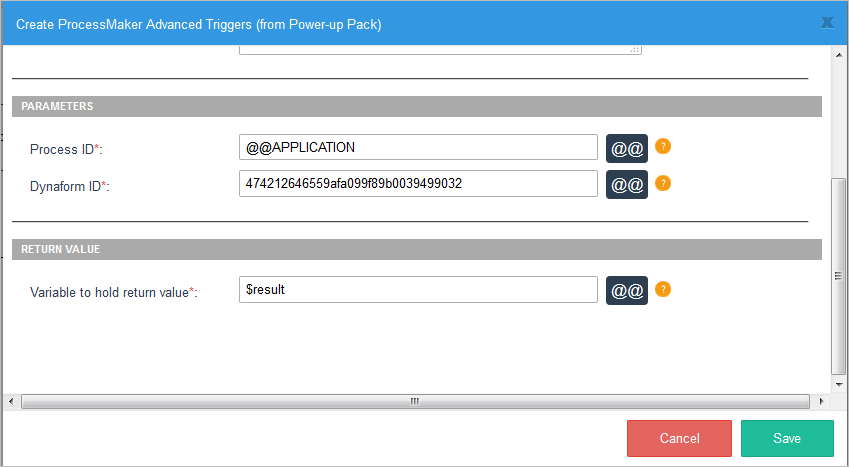 Create ProcessMaker Advanced Triggers (from Power-up Pack) x
PARAMETERS
Process ID*: @@APPLICATION @@ ?
Dynaform ID*: 474212646559afa099f89b0039499032 @@ ?
RETURN VALUE
Variable to hold return value*: $result @@ ?
Cancel Save